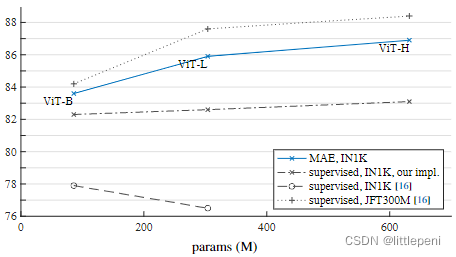 88
86
84
82
80
78
76
ViT-B
ViT-L
ViT-H
MAE, IN1K
supervised, IN1K, our impl.
supervised, IN1K [16]
supervised, JFT300M [16]
0
200
400
600
params (M)
CSDN @littlepeni